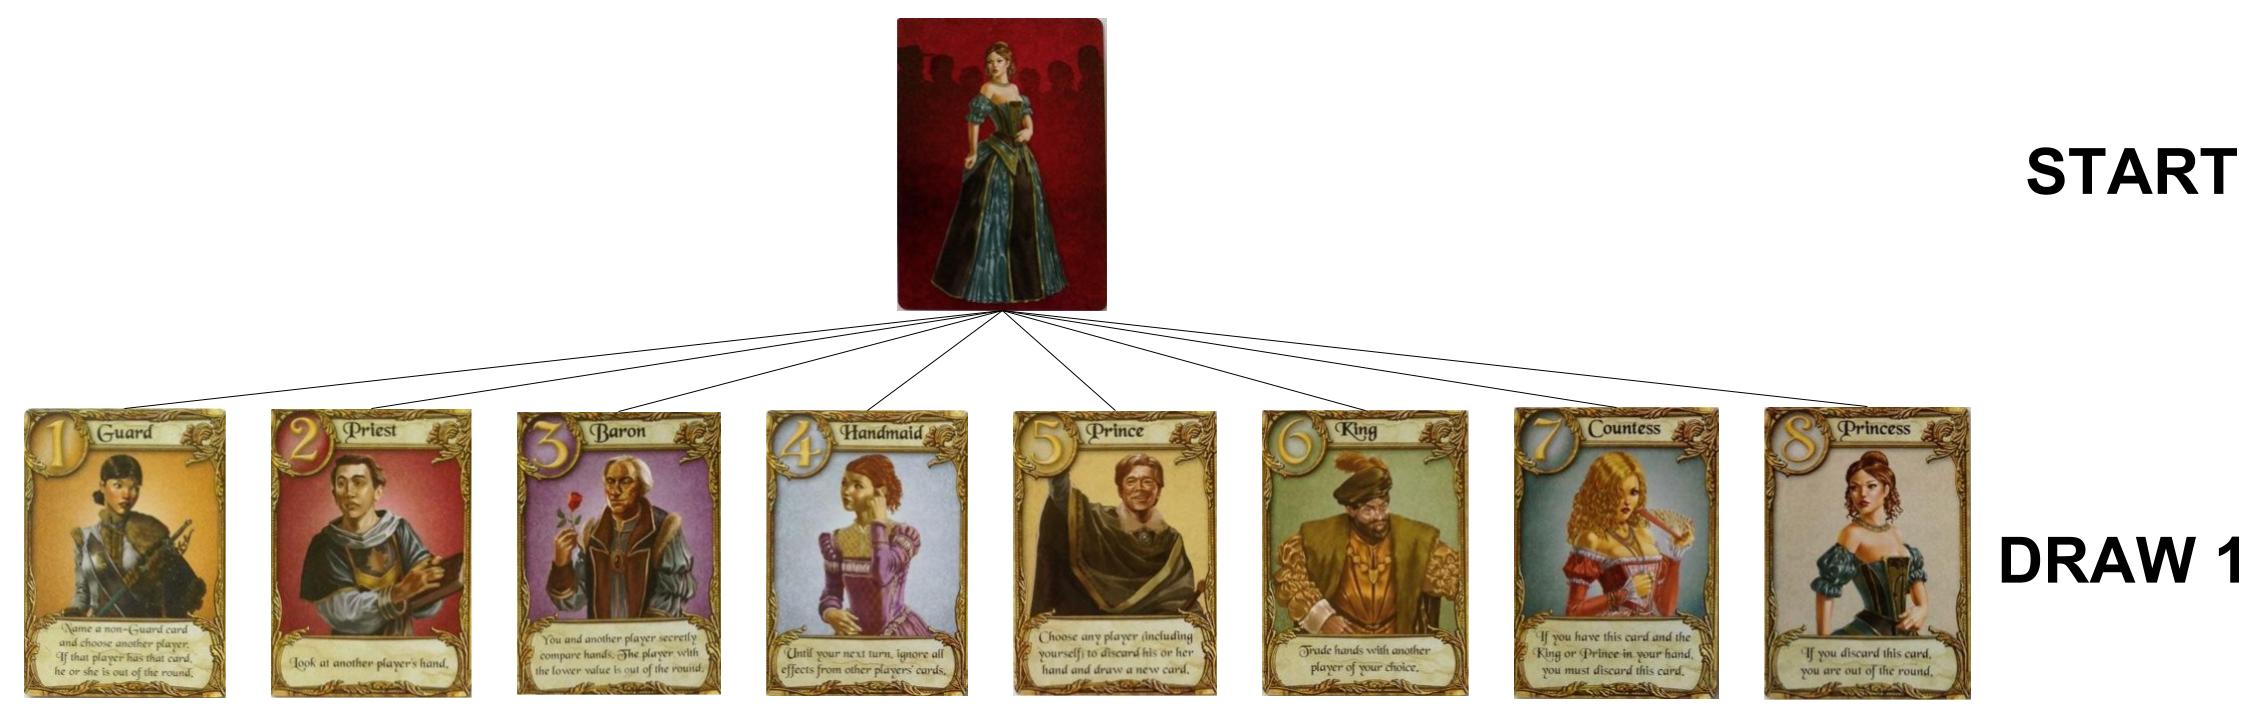 START
1 Guard
Name a non-Guard card
and choose another player.
If that player has that card,
he or she is out of the round.
2 Priest
Look at another player's hand.
3 Baron
You and another player secretly
compare hands. The player with
the lower value is out of the round.
4 Handmaid
Until your next turn, ignore all
effects from other players' cards.
5 Prince
Choose any player (including
yourself) to discard his or her
hand and draw a new card.
6 King
Trade hands with another
player of your choice.
7 Countess
If you have this card and the
King or Prince in your hand,
you must discard this card.
8 Princess
If you discard this card,
you are out of the round.
DRAW 1